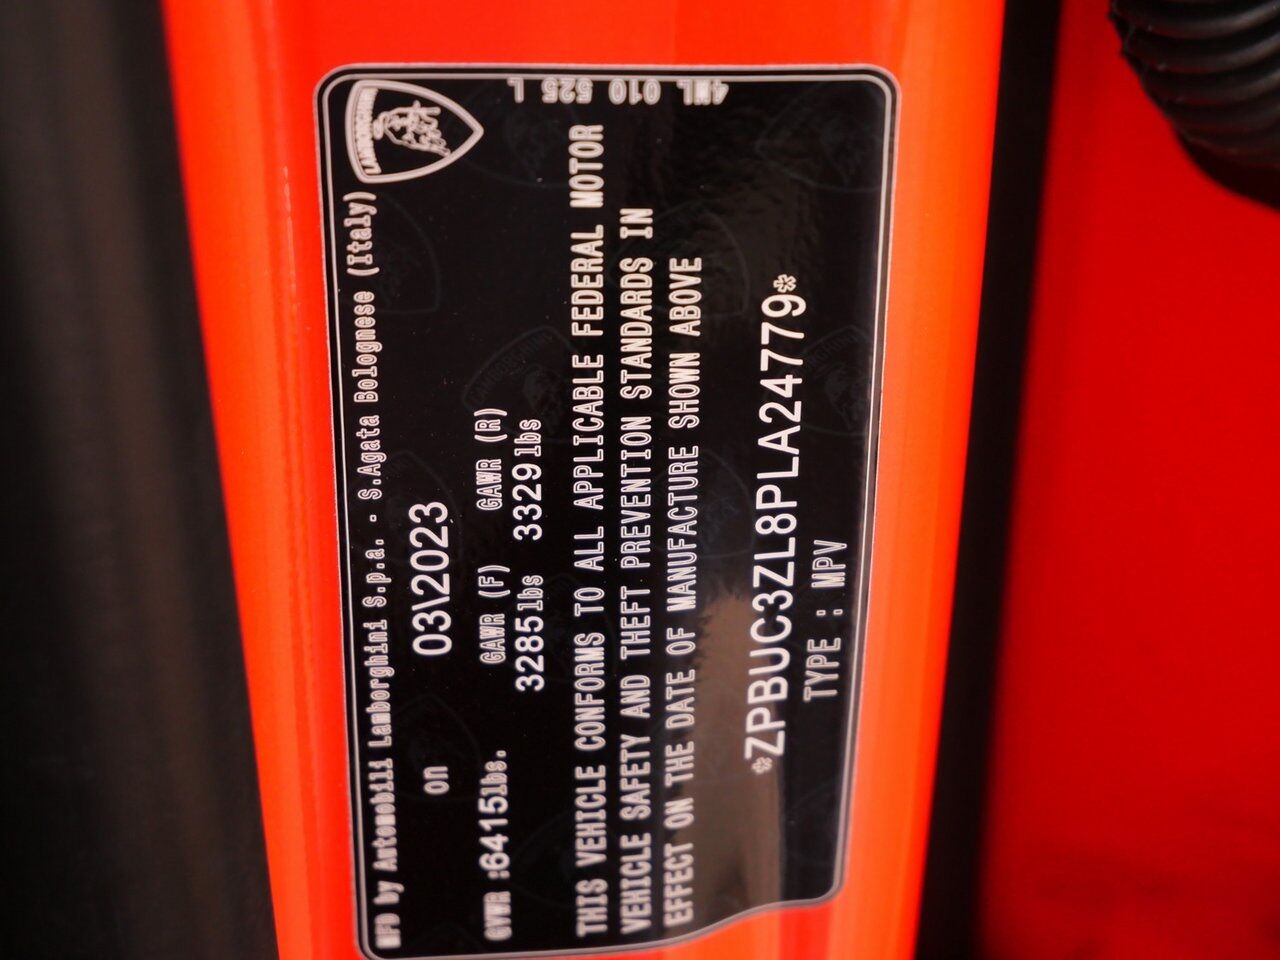 LAMBORGHINI
MFD by Automobili Lamborghini S.p.a. - S.Agata Bolognese (Italy)
on 03\2023
GVWR :6415lbs. GAWR (F) GAWR (R)
3285lbs 3329lbs
THIS VEHICLE CONFORMS TO ALL APPLICABLE FEDERAL MOTOR
VEHICLE SAFETY AND THEFT PREVENTION STANDARDS IN
EFFECT ON THE DATE OF MANUFACTURE SHOWN ABOVE
*ZPBUC3ZL8PLA24779*
TYPE : MPV
4ML 010 525 L